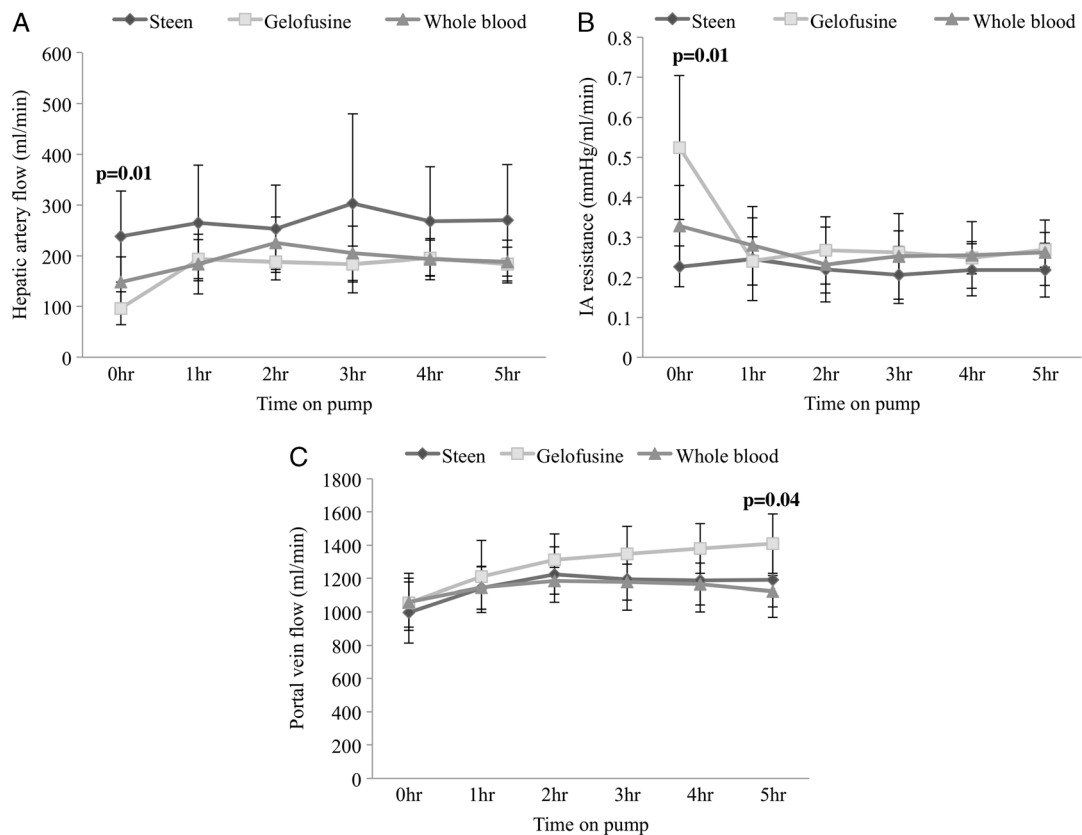 A
Steen Gelofusine Whole blood
600
500
400
300
200
100
0
Hepatic artery flow (ml/min)
p=0.01
0hr 1hr 2hr 3hr 4hr 5hr
Time on pump
B
Steen Gelofusine Whole blood
0.8
0.7
0.6
0.5
0.4
0.3
0.2
0.1
0
IA resistance (mmHg/ml/min)
p=0.01
0hr 1hr 2hr 3hr 4hr 5hr
Time on pump
C
Steen Gelofusine Whole blood
1800
1600
1400
1200
1000
800
600
400
200
0
Portal vein flow (ml/min)
p=0.04
0hr 1hr 2hr 3hr 4hr 5hr
Time on pump